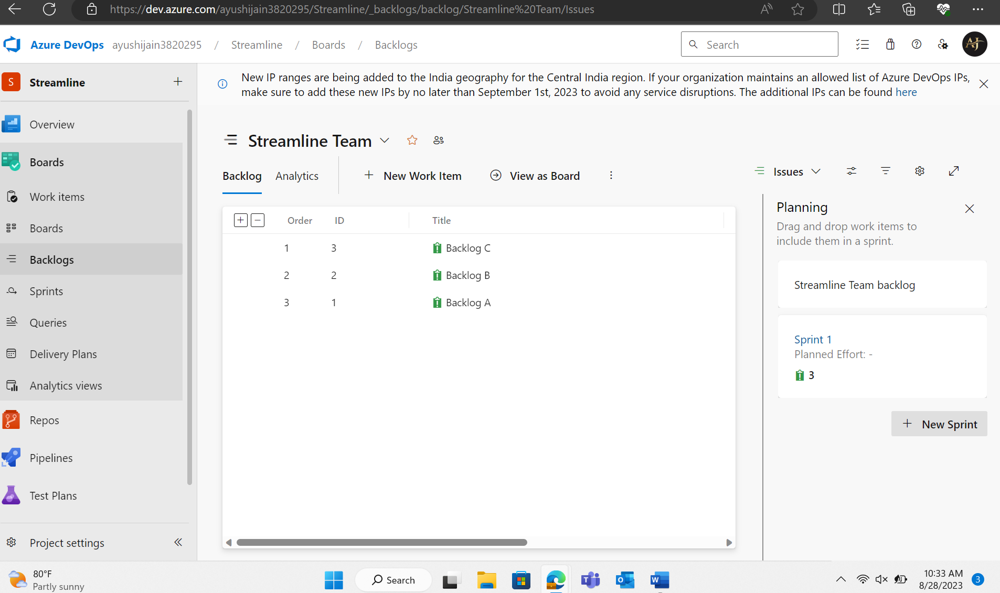 https://dev.azure.com/ayushijain3820295/Streamline/_backlogs/backlog/Streamline%20Team/Issues
Azure DevOps ayushijain3820295 / Streamline / Boards / Backlogs
Search
AJ
S Streamline
New IP ranges are being added to the India geography for the Central India region. If your organization maintains an allowed list of Azure DevOps IPs,
make sure to add these new IPs by no later than September 1st, 2023 to avoid any service disruptions. The additional IPs can be found here
Overview
Boards
Work items
Boards
Backlogs
Sprints
Queries
Delivery Plans
Analytics views
Repos
Pipelines
Test Plans
Project settings
Streamline Team
Backlog Analytics + New Work Item View as Board
Issues
Order ID Title
1 3 Backlog C
2 2 Backlog B
3 1 Backlog A
Planning
Drag and drop work items to
include them in a sprint.
Streamline Team backlog
Sprint 1
Planned Effort: -
3
+ New Sprint
80°F
Partly sunny
Search
10:33 AM
8/28/2023
3